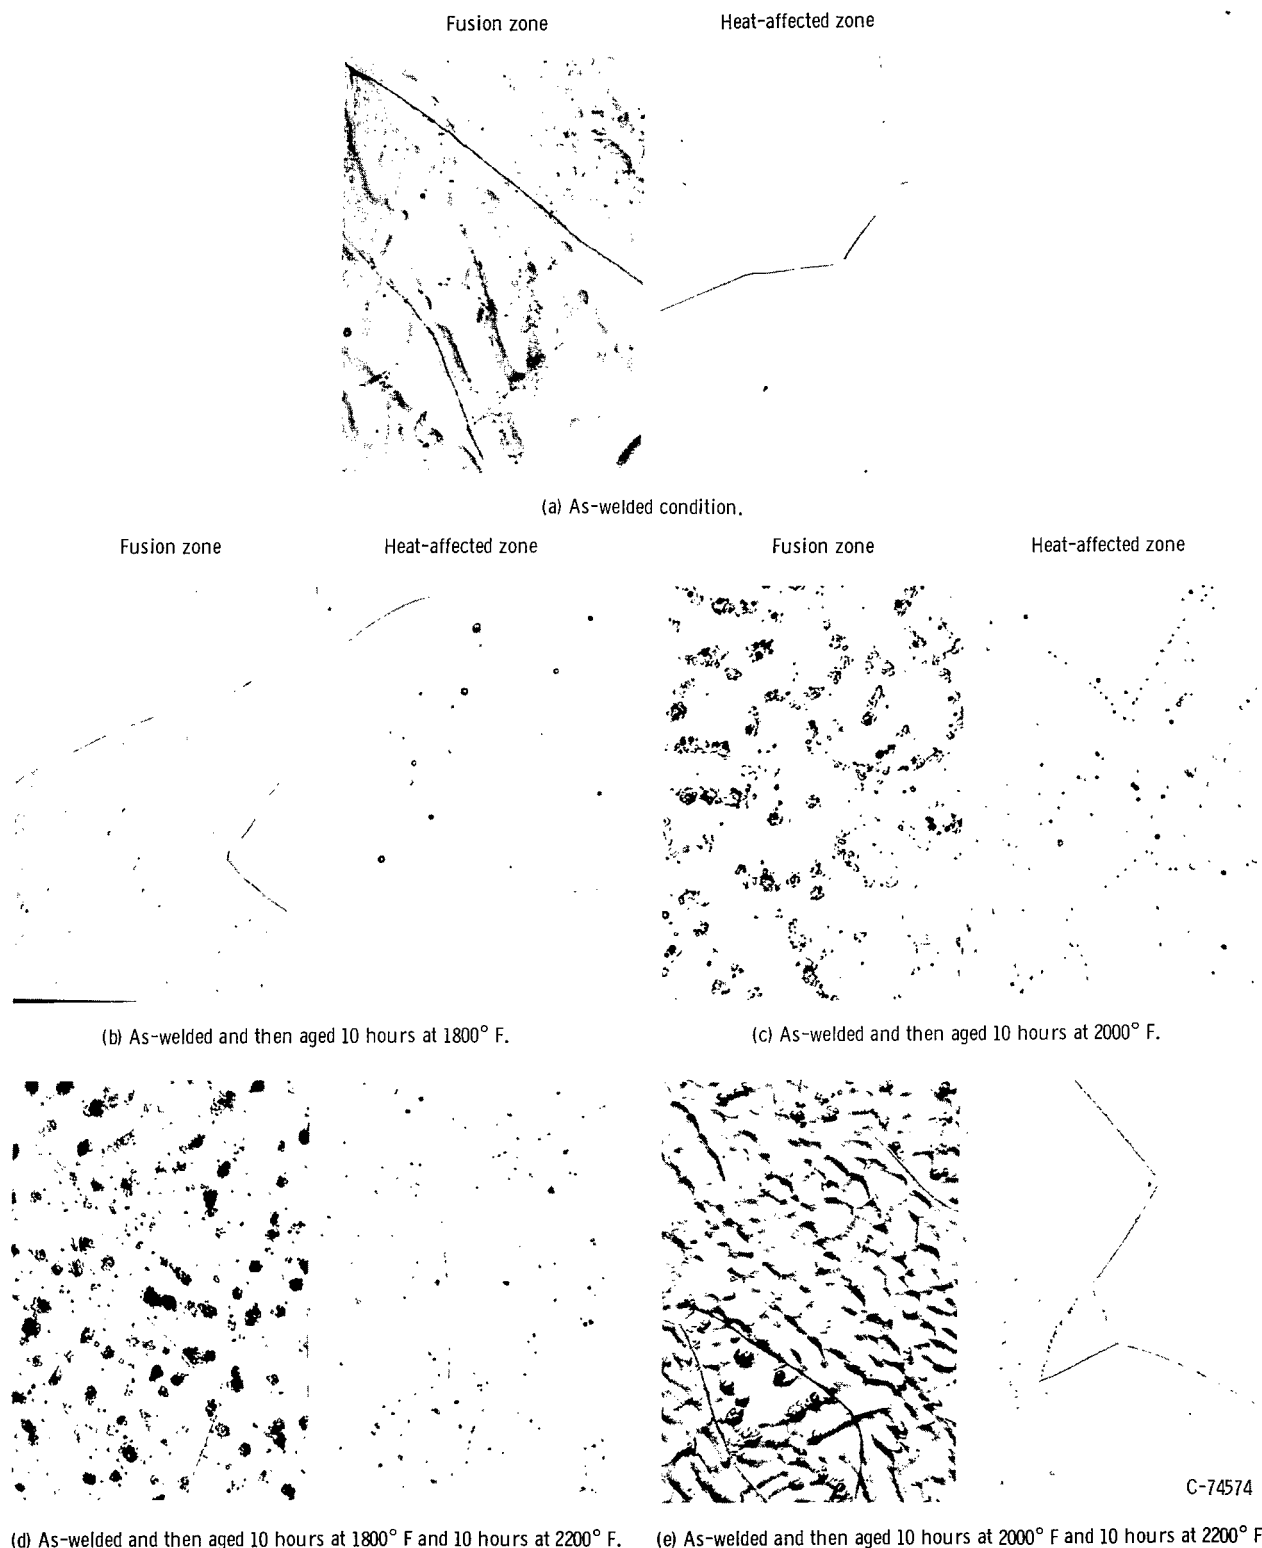 Fusion zone Heat-affected zone
(a) As-welded condition.
Fusion zone Heat-affected zone Fusion zone Heat-affected zone
(b) As-welded and then aged 10 hours at 1800° F. (c) As-welded and then aged 10 hours at 2000° F.
C-74574
(d) As-welded and then aged 10 hours at 1800° F and 10 hours at 2200° F. (e) As-welded and then aged 10 hours at 2000° F and 10 hours at 2200° F